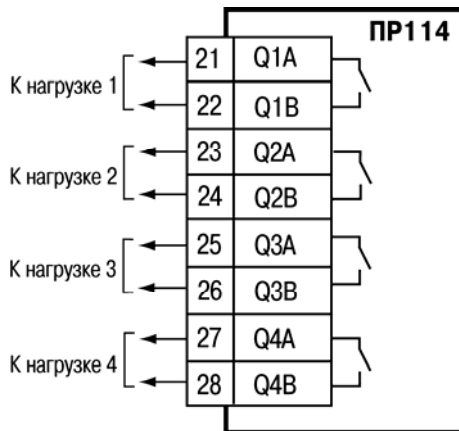 ПР114
К нагрузке 1
21 Q1A
22 Q1B
К нагрузке 2
23 Q2A
24 Q2B
К нагрузке 3
25 Q3A
26 Q3B
К нагрузке 4
27 Q4A
28 Q4B